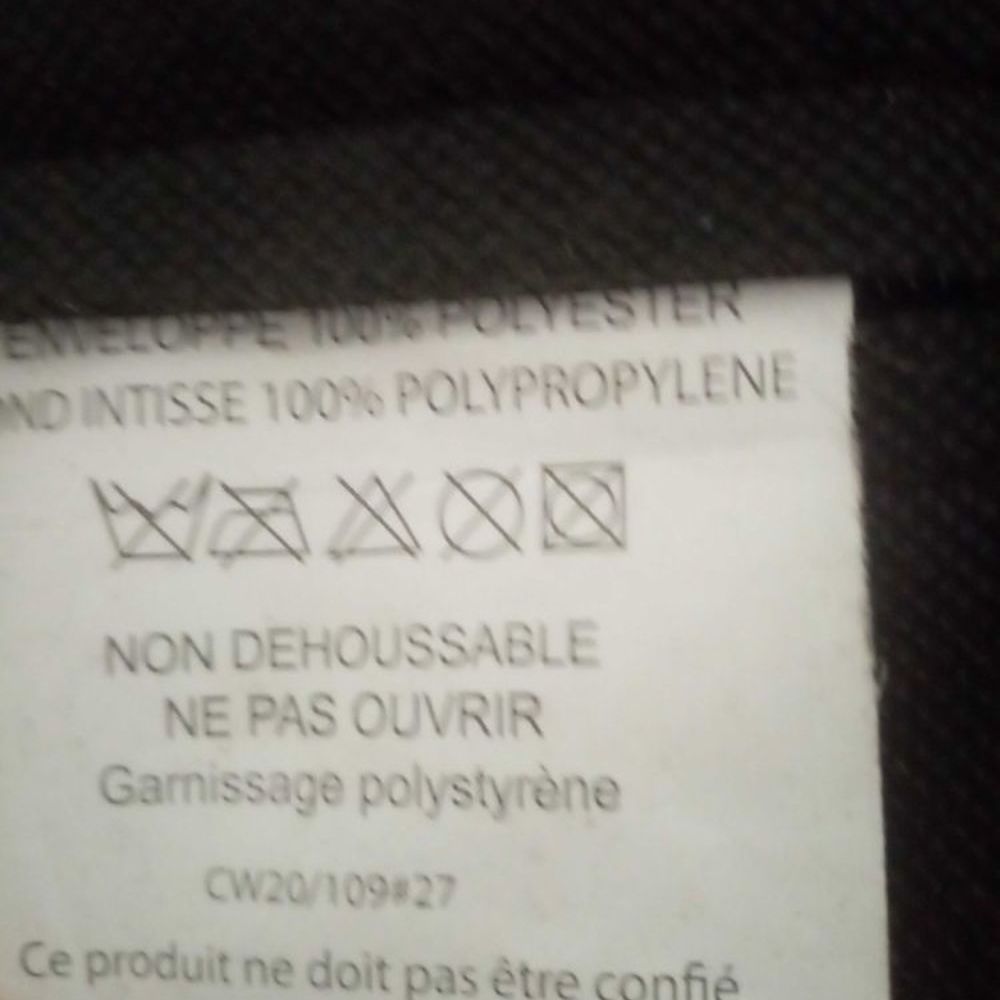 ENVELOPPE 100% POLYESTER
INTISSE 100% POLYPROPYLENE
NON DEHOUSSABLE
NE PAS OUVRIR
Garnissage polystyrène
CW20/109#27
Ce produit ne doit pas être confié